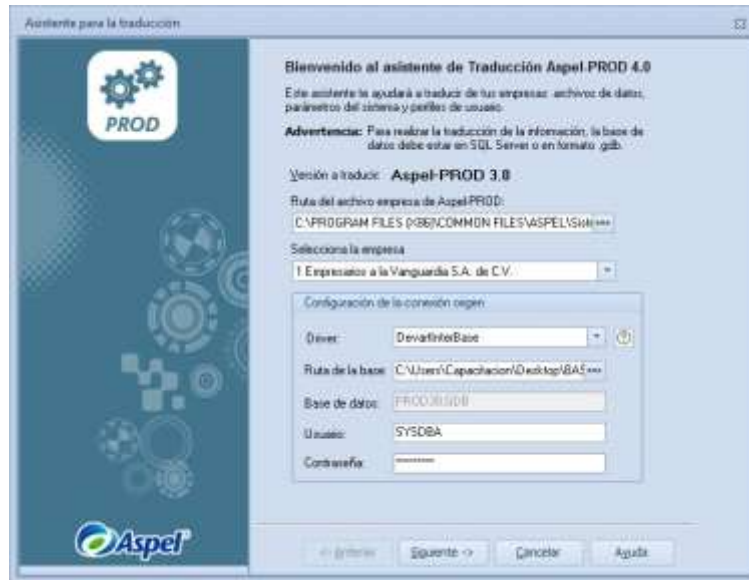 Asistente para la traducción
PROD
Bienvenido al asistente de Traducción Aspel-PROD 4.0
Este asistente te ayudará a traducir de tus empresas archivos de datos,
parámetros del sistema y perfiles de usuario.
Advertencia: Para realizar la traducción de la información, la base de
datos debe estar en SQL Server o en formato .gdb.
Versión a traducir: Aspel-PROD 3.0
Ruta del archivo empresa de Aspel-PROD:
C:\PROGRAM FILES (X86)\COMMON FILES\ASPEL\Sist
Selecciona la empresa
1 Empresarios a la Vanguardia S.A. de C.V.
Configuración de la conexión origen
Driver: DevartInterBase
Ruta de la base: C:\Users\Capacitacion\Desktop\BAS
Base de datos: PROD30.GDB
Usuario: SYSDBA
Contraseña: *********
Aspel
<- Anterior Siguiente -> Cancelar Ayuda